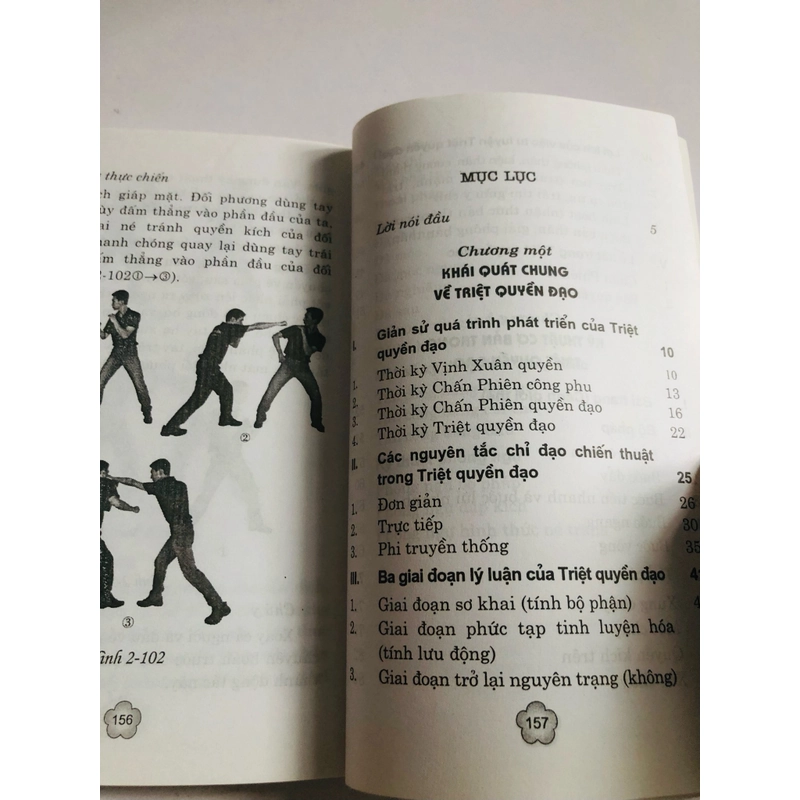 thực chiến
giáp mặt. Đối phương dùng tay
đấm thẳng vào phần đầu của ta,
né tránh quyền kích của đối
chóng quay lại dùng tay trái
thẳng vào phần đầu của đối
2-102①→③).
②
③
2-102
156
MỤC LỤC
Lời nói đầu 5
Chương một
KHÁI QUÁT CHUNG
VỀ TRIỆT QUYỀN ĐẠO
I. Giản sử quá trình phát triển của Triệt
quyền đạo 10
1. Thời kỳ Vịnh Xuân quyền 10
2. Thời kỳ Chấn Phiên công phu 13
3. Thời kỳ Chấn Phiên quyền đạo 16
4. Thời kỳ Triệt quyền đạo 22
II. Các nguyên tắc chỉ đạo chiến thuật
trong Triệt quyền đạo 25
1. Đơn giản 26
2. Trực tiếp 30
3. Phi truyền thống 35
III. Ba giai đoạn lý luận của Triệt quyền đạo
1. Giai đoạn sơ khai (tính bộ phận)
2. Giai đoạn phức tạp tinh luyện hóa
(tính lưu động)
3. Giai đoạn trở lại nguyên trạng (không)
157